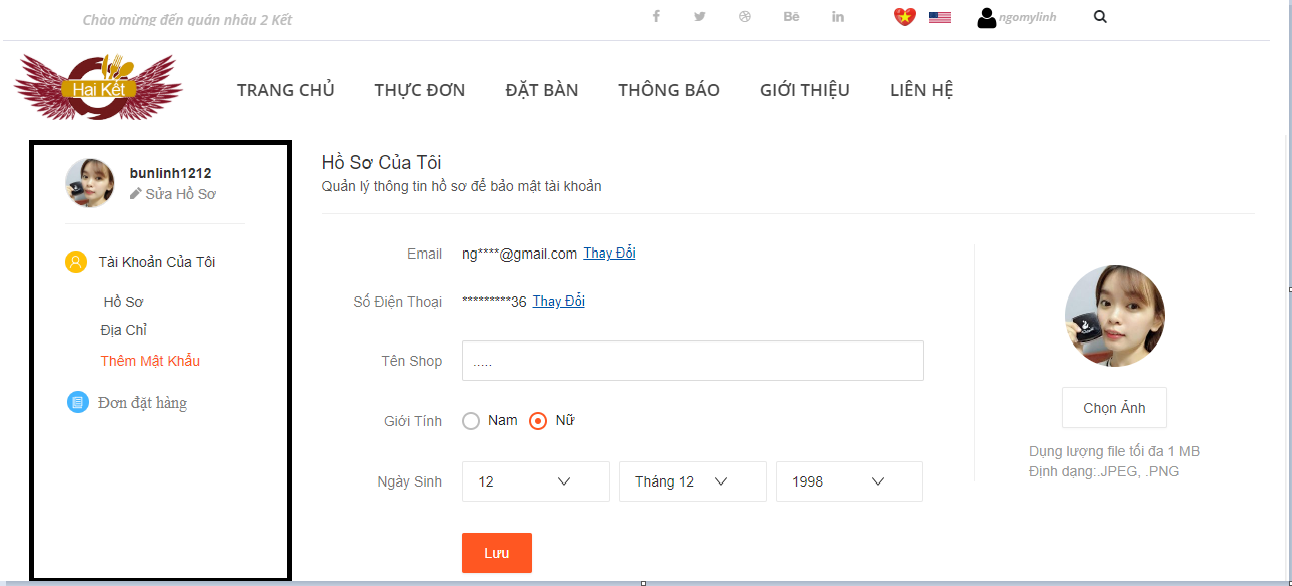 Chào mừng đến quán nhâu 2 Kết
Bē
in
ngomylinh
Hai Kết
TRANG CHỦ THỰC ĐƠN ĐẶT BÀN THÔNG BÁO GIỚI THIỆU LIÊN HỆ
bunlinh1212
Sửa Hồ Sơ
Tài Khoản Của Tôi
Hồ Sơ
Địa Chỉ
Thêm Mật Khẩu
Đơn đặt hàng
Hồ Sơ Của Tôi
Quản lý thông tin hồ sơ để bảo mật tài khoản
Email ng****@gmail.com Thay Đổi
Số Điện Thoại *********36 Thay Đổi
Tên Shop .....
Giới Tính Nam Nữ
Ngày Sinh 12 Tháng 12 1998
Lưu
Chọn Ảnh
Dụng lượng file tối đa 1 MB
Định dạng:.JPEG, .PNG